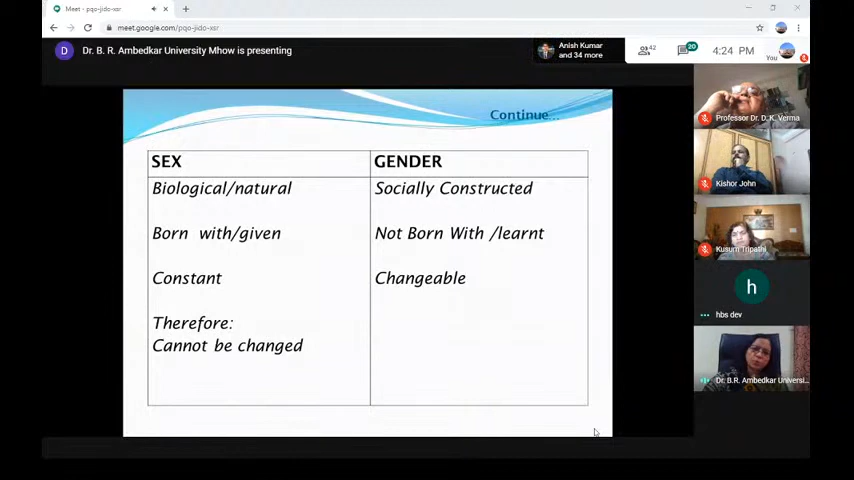 Meet - pqo-jido-xsr
meet.google.com/pqo-jido-xsr
D
Dr. B. R. Ambedkar University Mhow is presenting
Anish Kumar
and 34 more
42
20
4:24 PM
You
Continue...
SEX
GENDER
Biological/natural
Socially Constructed
Born with/given
Not Born With /learnt
Constant
Changeable
Therefore:
Cannot be changed
Professor Dr. D.K. Verma
Kishor John
Kusum Tripathi
h
hbs dev
Dr. B.R. Ambedkar Universi...